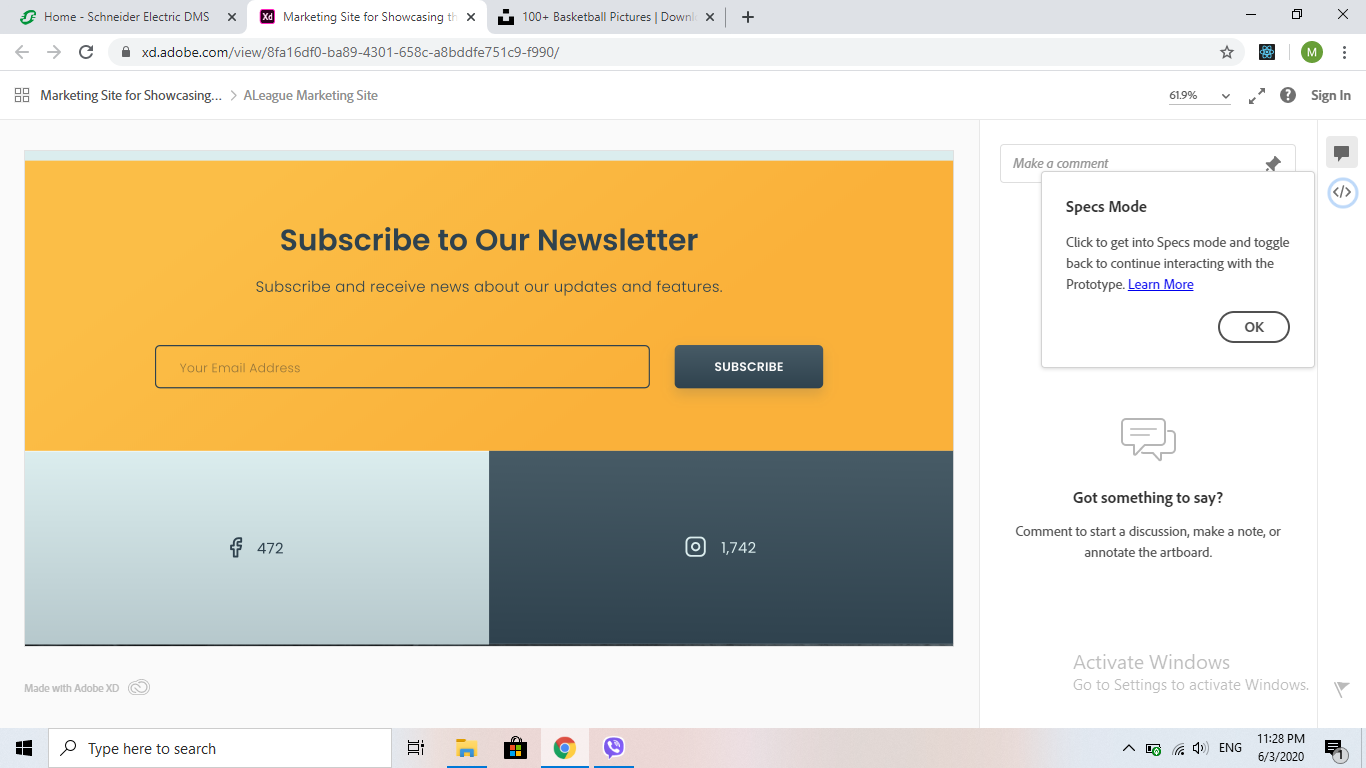 Home - Schneider Electric DMS
Marketing Site for Showcasing th
100+ Basketball Pictures | Downl
xd.adobe.com/view/8fa16df0-ba89-4301-658c-a8bddfe751c9-f990/
M
Marketing Site for Showcasing... > ALeague Marketing Site
61.9%
Sign In
Make a comment
Specs Mode
Click to get into Specs mode and toggle
back to continue interacting with the
Prototype. Learn More
OK
Subscribe to Our Newsletter
Subscribe and receive news about our updates and features.
Your Email Address
SUBSCRIBE
472
1,742
Got something to say?
Comment to start a discussion, make a note, or
annotate the artboard.
Made with Adobe XD
Activate Windows
Go to Settings to activate Windows.
Type here to search
ENG
11:28 PM
6/3/2020
1